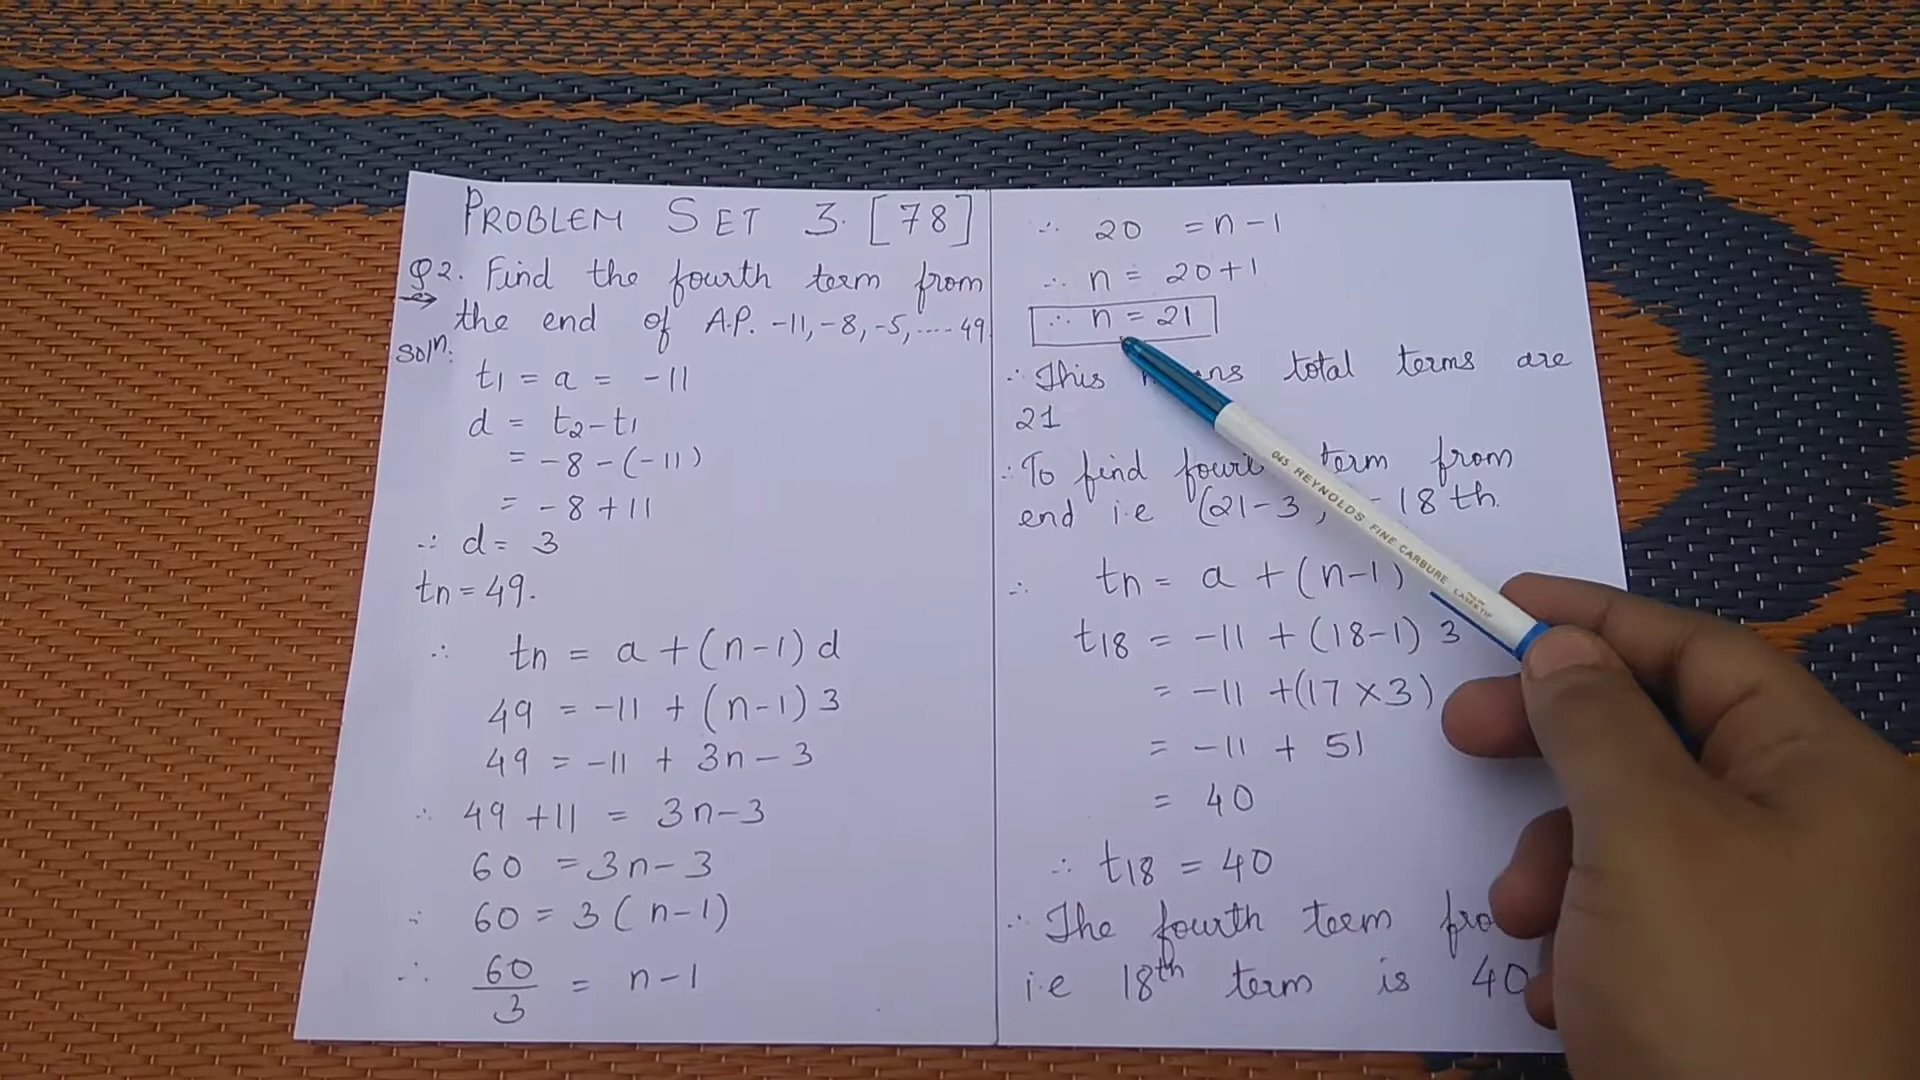 PROBLEM SET 3. [78]
Q2. Find the fourth term from
the end of A.P. -11, -8, -5, .... 49.
Solⁿ:
t₁ = a = -11
d = t₂ - t₁
= -8 - (-11)
= -8 + 11
∴ d = 3
tn = 49.
∴ tn = a + (n-1) d
49 = -11 + (n-1) 3
49 = -11 + 3n - 3
∴ 49 + 11 = 3n - 3
60 = 3n - 3
∴ 60 = 3 (n-1)
∴ 60/3 = n - 1
∴ 20 = n - 1
∴ n = 20 + 1
∴ n = 21
∴ This total terms are
21
∴ To find term from
end i.e (21-3 = 18th.
∴ tn = a + (n-1)
t18 = -11 + (18-1) 3
= -11 + (17 × 3)
= -11 + 51
= 40
∴ t18 = 40
∴ The fourth term
i.e 18th term is 40
045 REYNOLDS FINE CARBURE